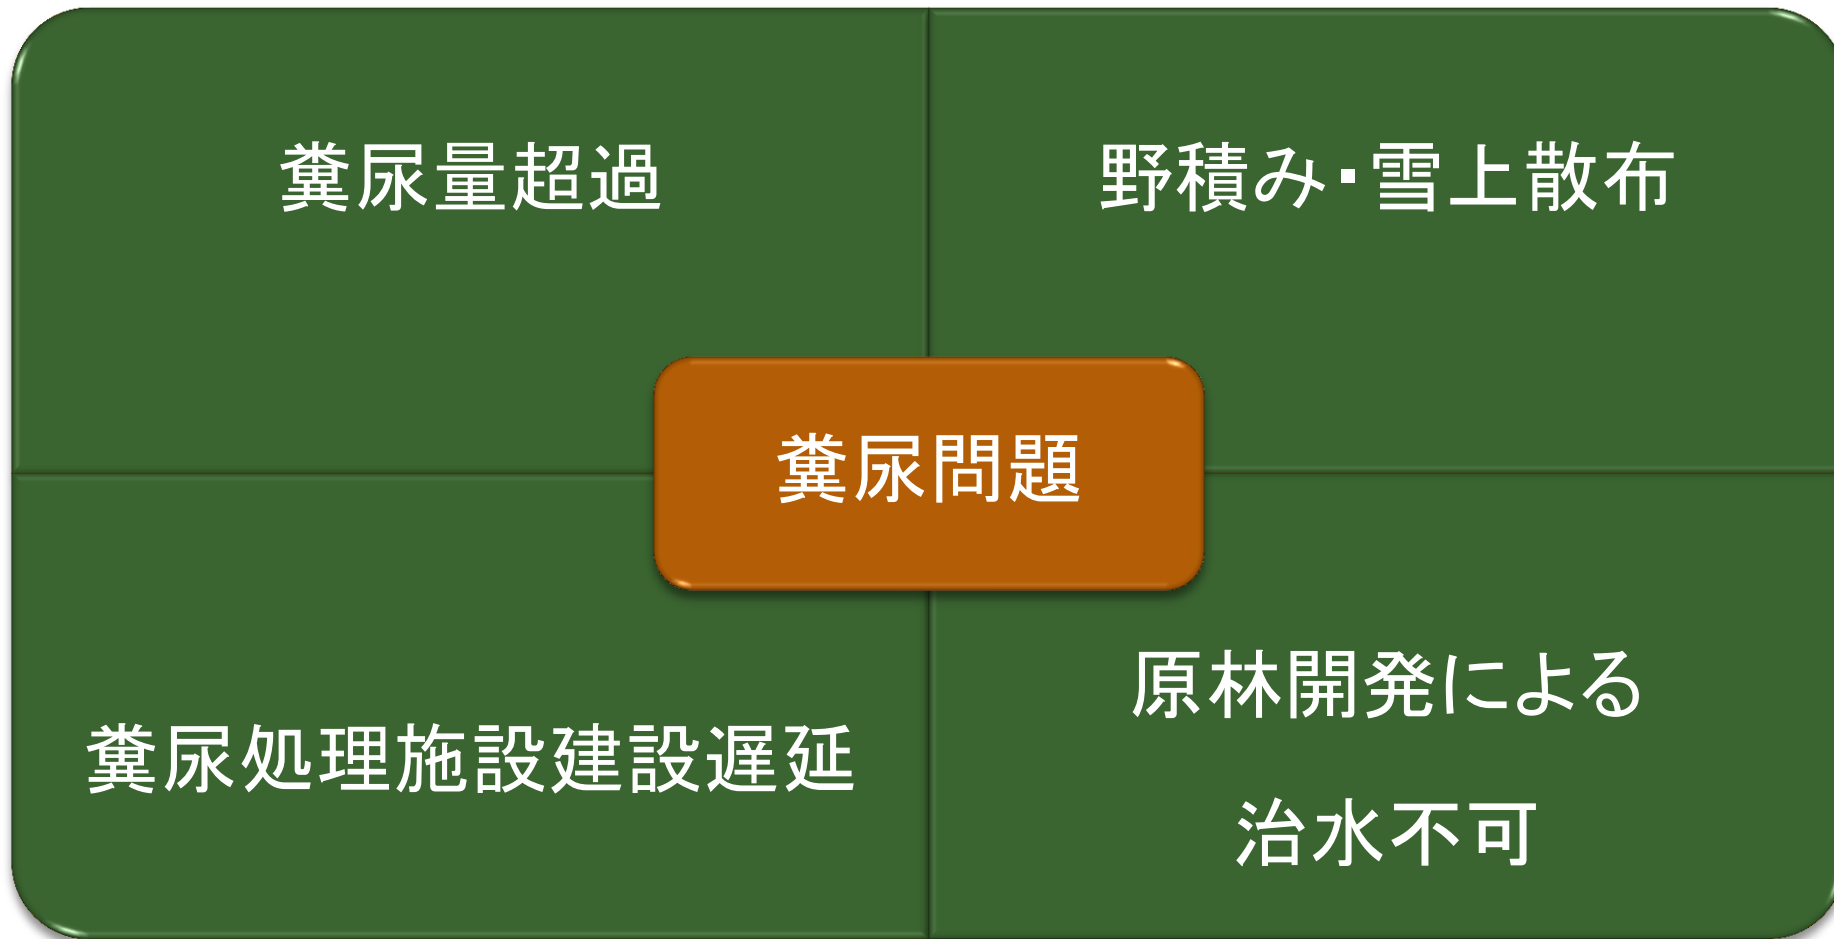 糞尿量超過
野積み・雪上散布
糞尿問題
糞尿処理施設建設遅延
原林開発による
治水不可